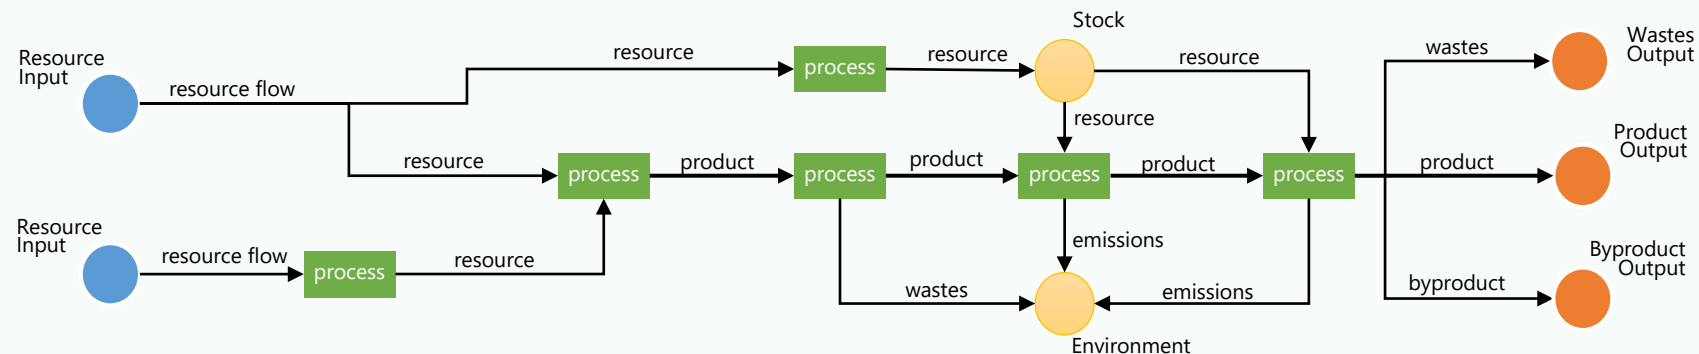 Stock
Resource
Input
resource
process
resource
resource
wastes
Wastes
Output
resource flow
resource
resource
process
product
process
product
process
product
process
product
Product
Output
Resource
Input
resource flow
process
resource
emissions
wastes
emissions
byproduct
Byproduct
Output
Environment